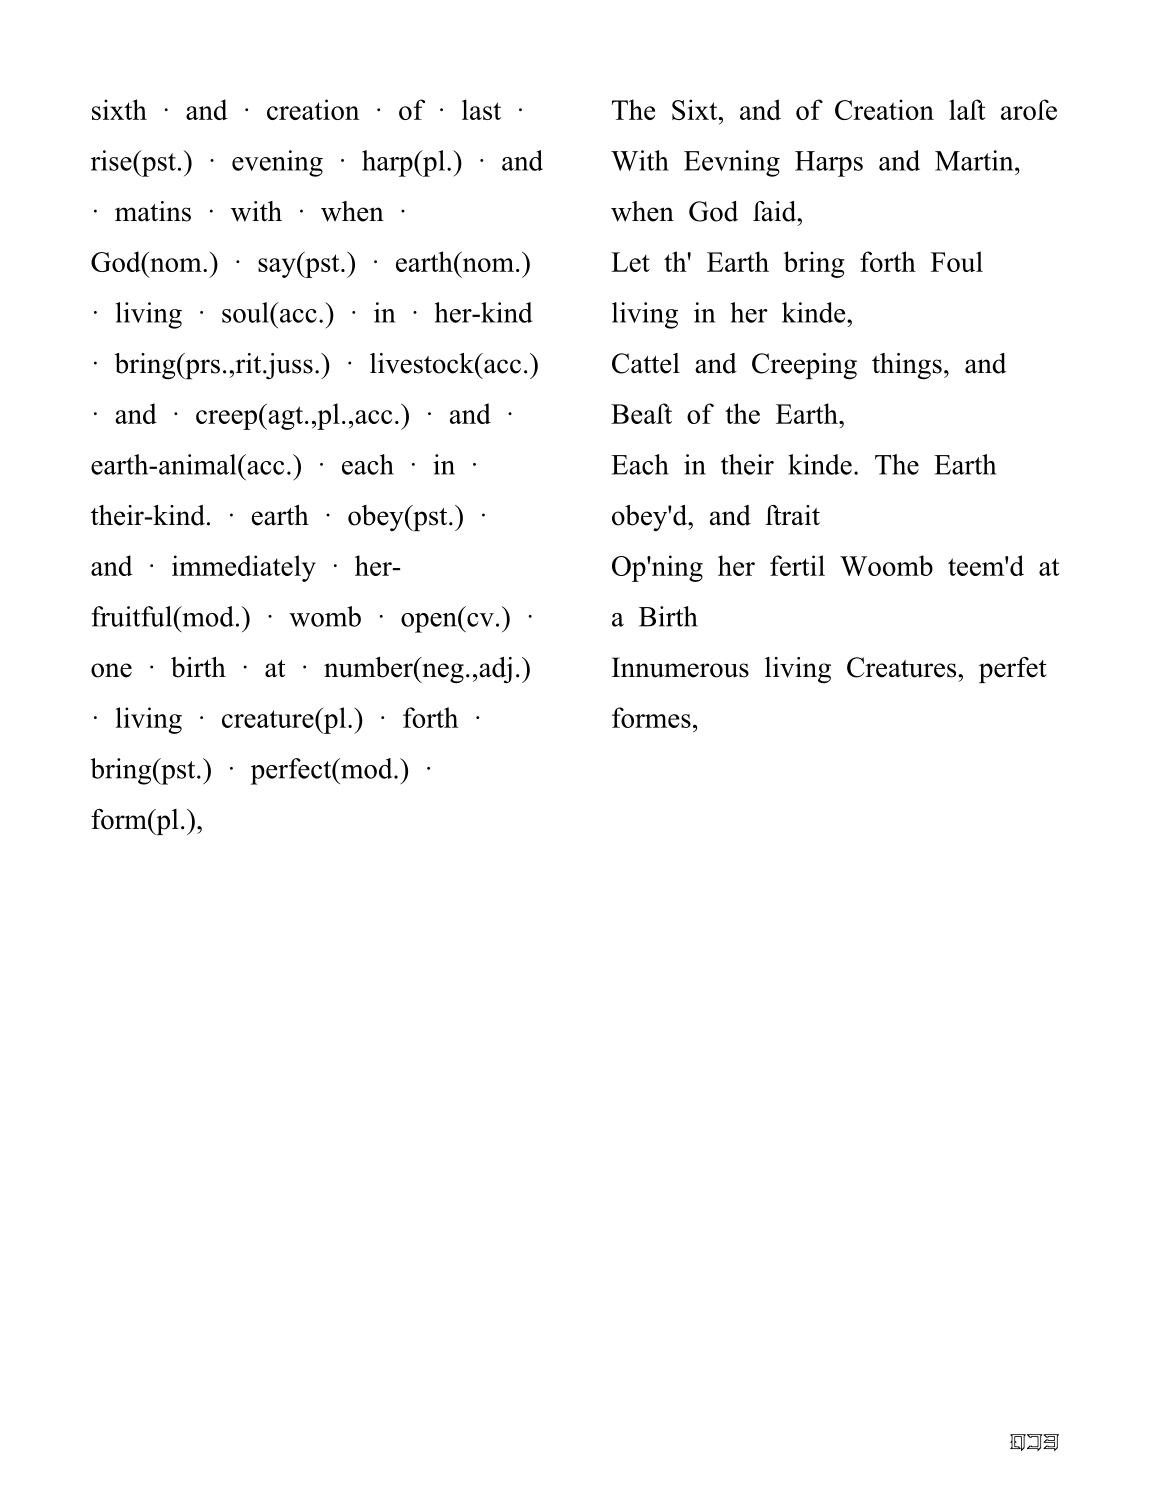 sixth · and · creation · of · last ·
rise(pst.) · evening · harp(pl.) · and
· matins · with · when ·
God(nom.) · say(pst.) · earth(nom.)
· living · soul(acc.) · in · her-kind
· bring(prs.,rit.juss.) · livestock(acc.)
· and · creep(agt.,pl.,acc.) · and ·
earth-animal(acc.) · each · in ·
their-kind. · earth · obey(pst.) ·
and · immediately · her-
fruitful(mod.) · womb · open(cv.) ·
one · birth · at · number(neg.,adj.)
· living · creature(pl.) · forth ·
bring(pst.) · perfect(mod.) ·
form(pl.),
The Sixt, and of Creation laſt aroſe
With Eevning Harps and Martin,
when God ſaid,
Let th' Earth bring forth Foul
living in her kinde,
Cattel and Creeping things, and
Beaſt of the Earth,
Each in their kinde. The Earth
obey'd, and ſtrait
Op'ning her fertil Woomb teem'd at
a Birth
Innumerous living Creatures, perfet
formes,